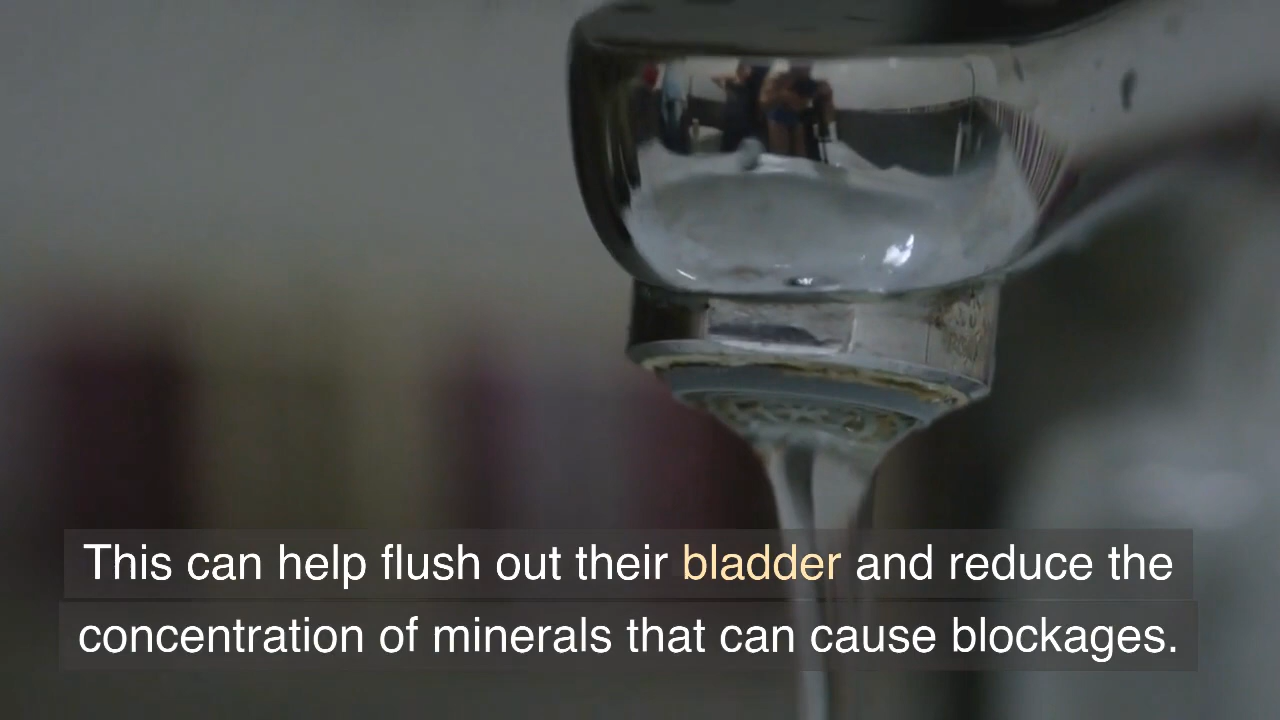 This can help flush out their bladder and reduce the
concentration of minerals that can cause blockages.